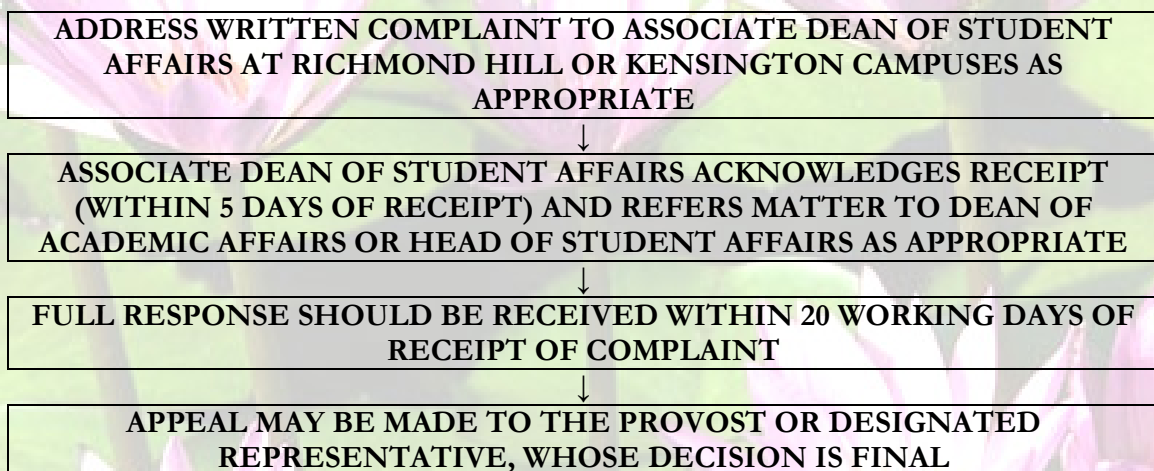 ADDRESS WRITTEN COMPLAINT TO ASSOCIATE DEAN OF STUDENT
AFFAIRS AT RICHMOND HILL OR KENSINGTON CAMPUSES AS
APPROPRIATE
↓
ASSOCIATE DEAN OF STUDENT AFFAIRS ACKNOWLEDGES RECEIPT
(WITHIN 5 DAYS OF RECEIPT) AND REFERS MATTER TO DEAN OF
ACADEMIC AFFAIRS OR HEAD OF STUDENT AFFAIRS AS APPROPRIATE
↓
FULL RESPONSE SHOULD BE RECEIVED WITHIN 20 WORKING DAYS OF
RECEIPT OF COMPLAINT
↓
APPEAL MAY BE MADE TO THE PROVOST OR DESIGNATED
REPRESENTATIVE, WHOSE DECISION IS FINAL